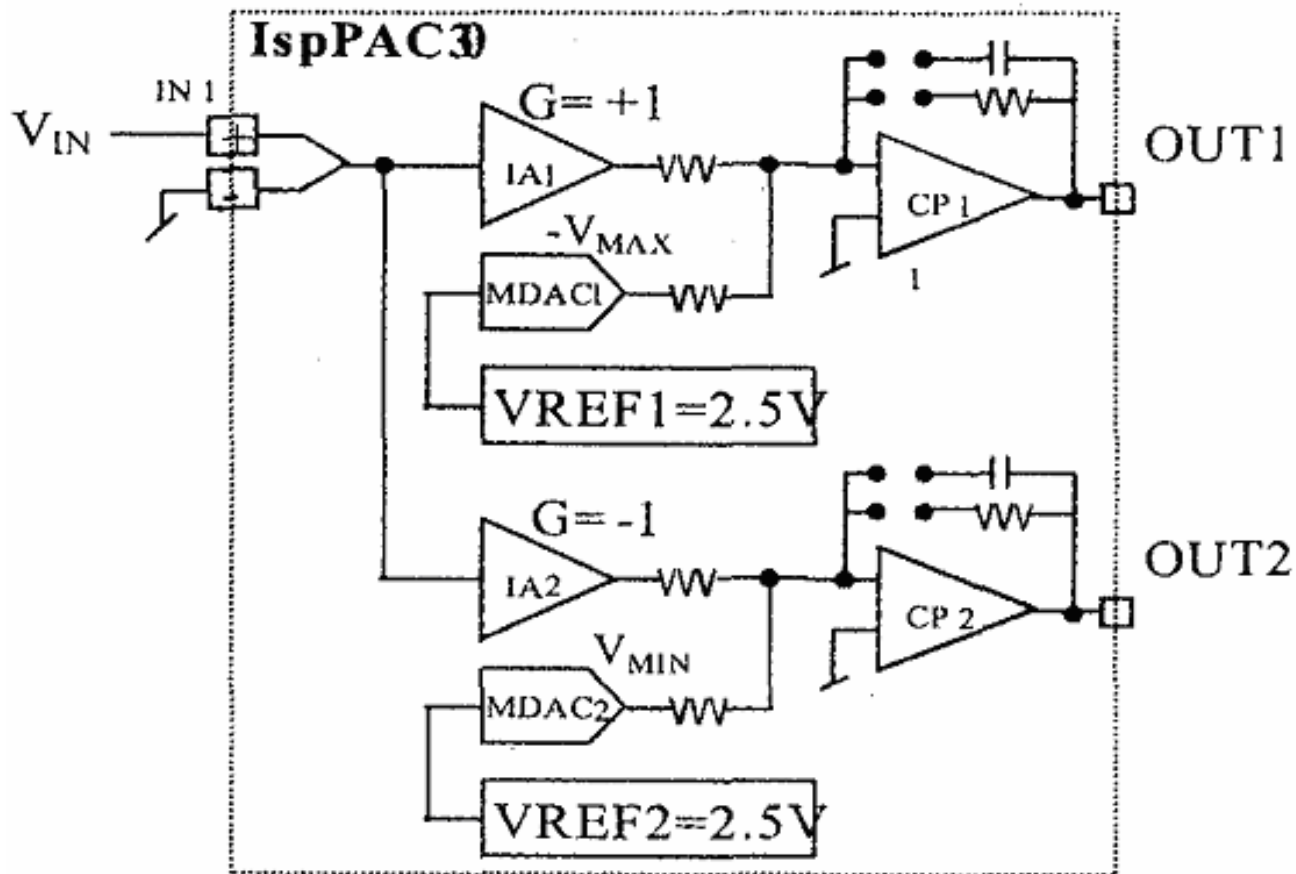 IspPAC30
IN 1
VIN
+
-
G= +1
IA1
-VMAX
MDAC1
VREF1=2.5V
CP 1
1
OUT1
G= -1
IA2
VMIN
MDAC2
VREF2=2.5V
CP 2
OUT2